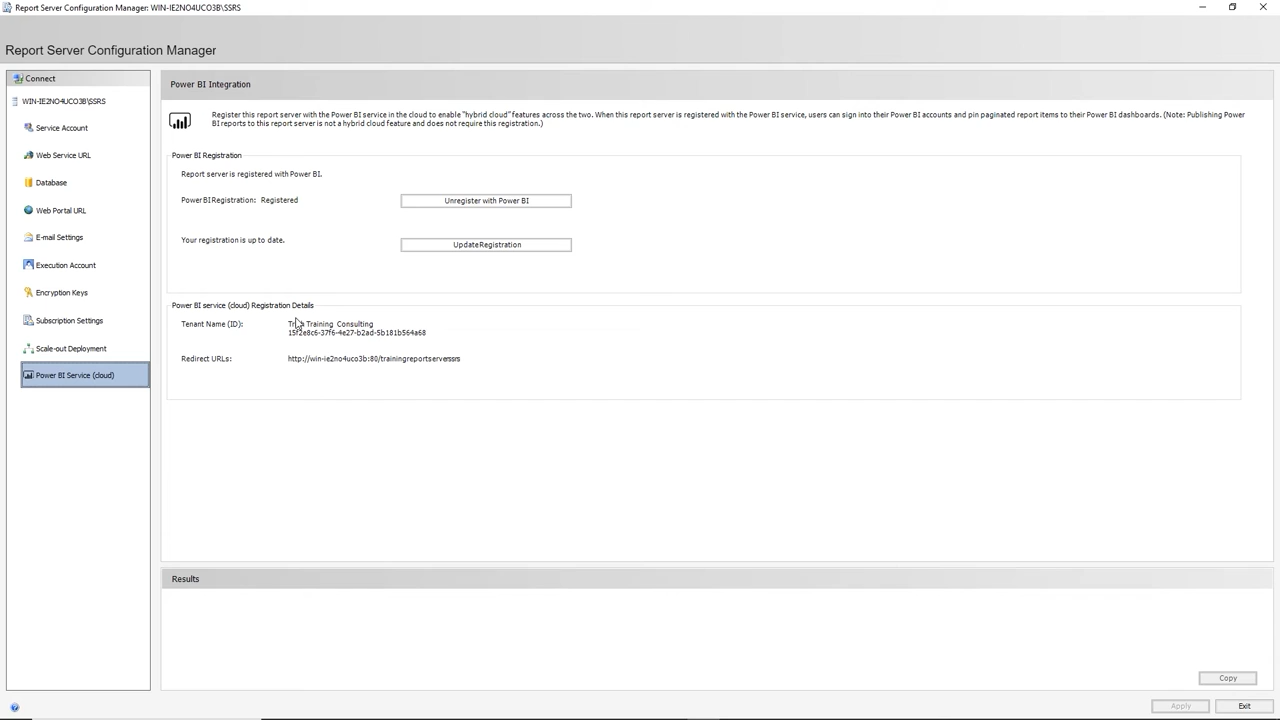 Report Server Configuration Manager: WIN-IE2NO4UCO3B\SSRS
Report Server Configuration Manager
Connect
WIN-IE2NO4UCO3B\SSRS
Service Account
Web Service URL
Database
Web Portal URL
E-mail Settings
Execution Account
Encryption Keys
Subscription Settings
Scale-out Deployment
Power BI Service (cloud)
Power BI Integration
Register this report server with the Power BI service in the cloud to enable "hybrid cloud" features across the two. When this report server is registered with the Power BI service, users can sign into their Power BI accounts and pin paginated report items to their Power BI dashboards. (Note: Publishing Power
BI reports to this report server is not a hybrid cloud feature and does not require this registration.)
Power BI Registration
Report server is registered with Power BI.
Power BI Registration: Registered
Unregister with Power BI
Your registration is up to date.
Update Registration
Power BI service (cloud) Registration Details
Tenant Name (ID): Training Consulting
15f2e8c6-37f6-4e27-b2ad-5b181b564a68
Redirect URLs: http://win-ie2no4uco3b:80/trainingreportserverssrs
Results
Copy
Apply
Exit